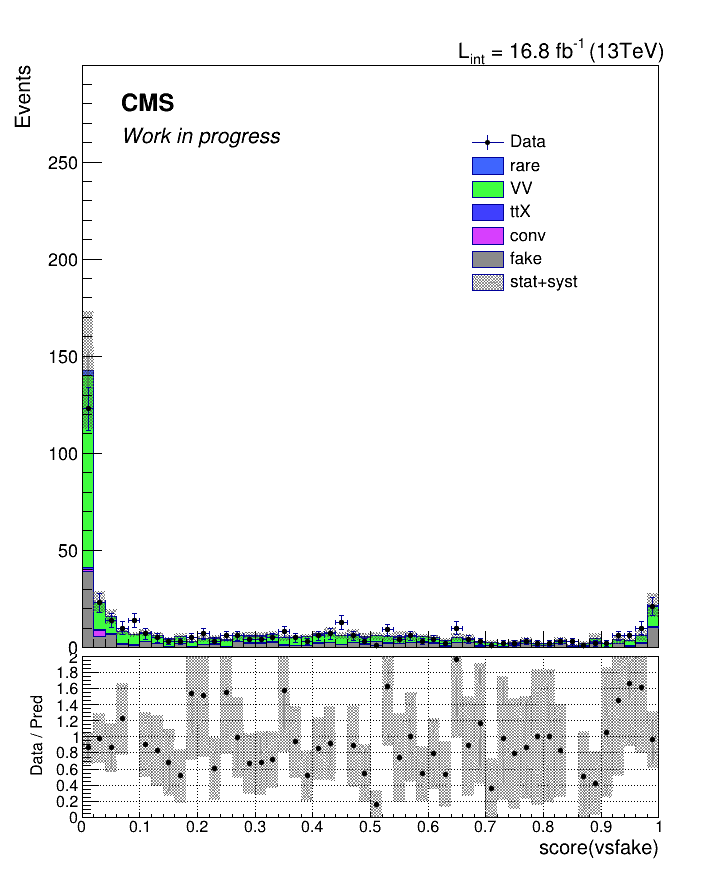 L_int = 16.8 fb^-1 (13TeV)
Events
CMS
Work in progress
Data
rare
VV
ttX
conv
fake
stat+syst
250
200
150
100
50
0
Data / Pred
2
1.8
1.6
1.4
1.2
1
0.8
0.6
0.4
0.2
0
0 0.1 0.2 0.3 0.4 0.5 0.6 0.7 0.8 0.9 1
score(vsfake)